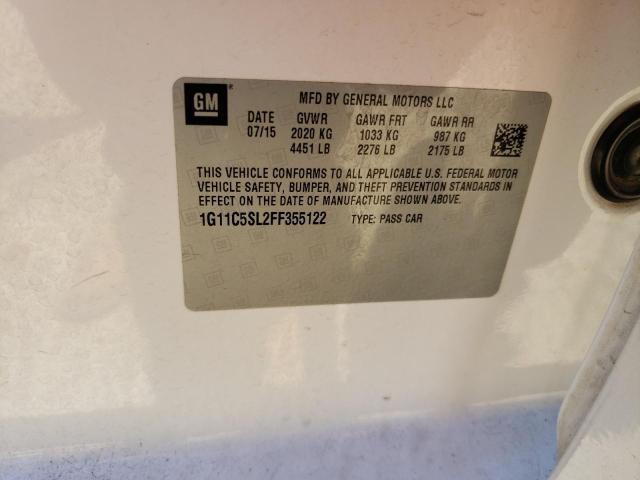 GM
MFD BY GENERAL MOTORS LLC
DATE GVWR GAWR FRT GAWR RR
07/15 2020 KG 1033 KG 987 KG
4451 LB 2276 LB 2175 LB
THIS VEHICLE CONFORMS TO ALL APPLICABLE U.S. FEDERAL MOTOR
VEHICLE SAFETY, BUMPER, AND THEFT PREVENTION STANDARDS IN
EFFECT ON THE DATE OF MANUFACTURE SHOWN ABOVE.
1G11C5SL2FF355122 TYPE: PASS CAR